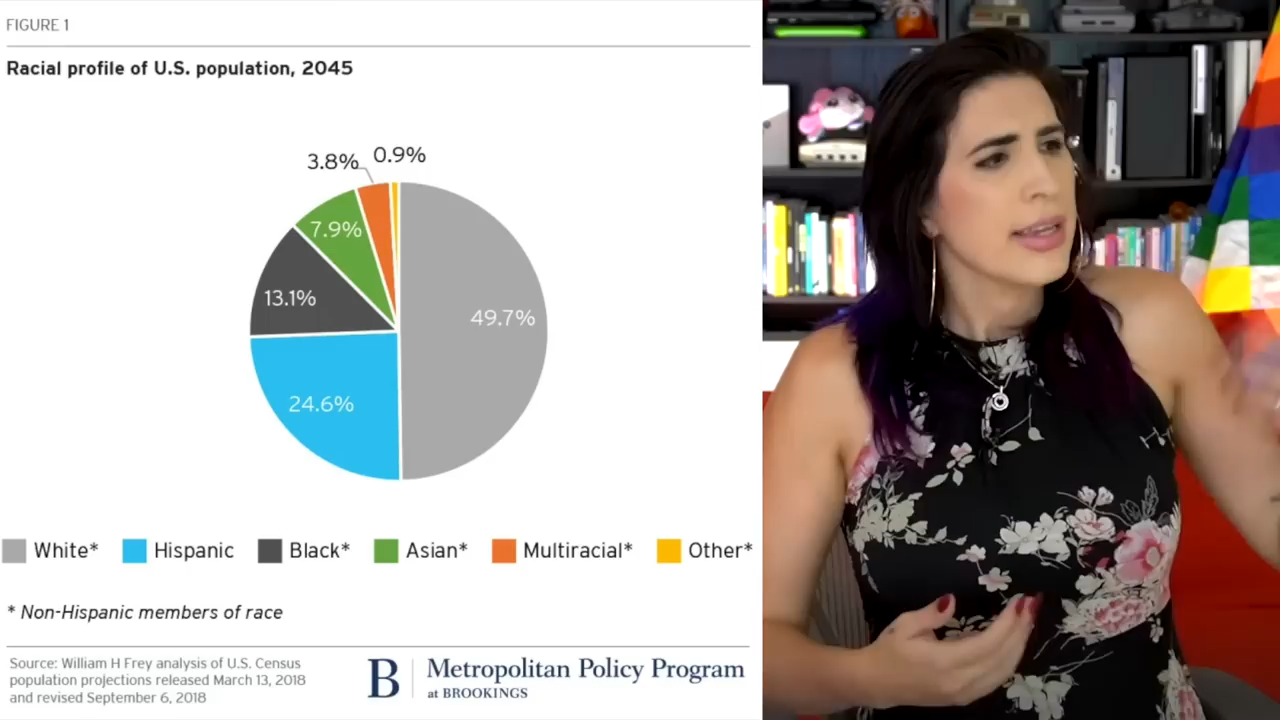 FIGURE 1
Racial profile of U.S. population, 2045
3.8% 0.9%
7.9%
13.1%
49.7%
24.6%
White* Hispanic Black* Asian* Multiracial* Other*
* Non-Hispanic members of race
Source: William H Frey analysis of U.S. Census
population projections released March 13, 2018
and revised September 6, 2018
B Metropolitan Policy Program
at BROOKINGS